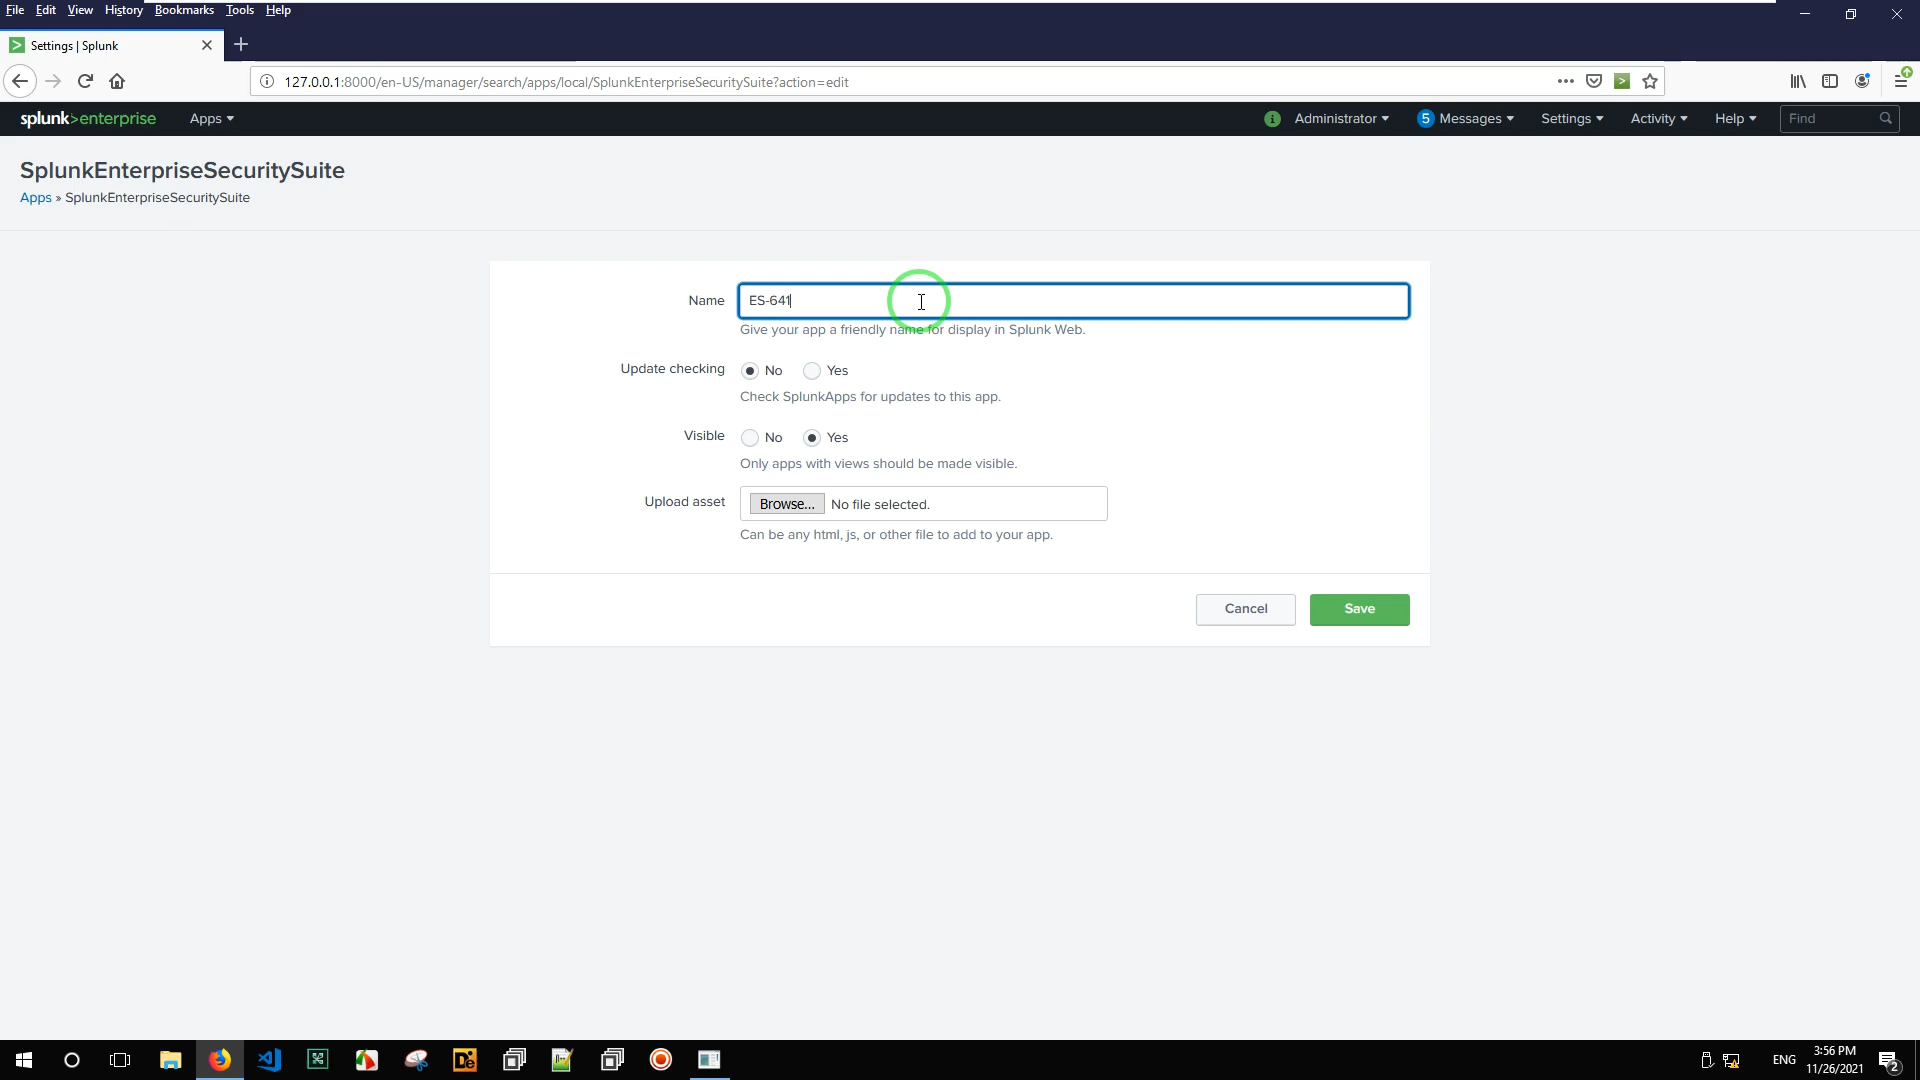 File Edit View History Bookmarks Tools Help
Settings | Splunk
127.0.0.1:8000/en-US/manager/search/apps/local/SplunkEnterpriseSecuritySuite?action=edit
splunk>enterprise Apps Administrator 5 Messages Settings Activity Help Find
SplunkEnterpriseSecuritySuite
Apps » SplunkEnterpriseSecuritySuite
Name ES-641
Give your app a friendly name for display in Splunk Web.
Update checking No Yes
Check SplunkApps for updates to this app.
Visible No Yes
Only apps with views should be made visible.
Upload asset Browse... No file selected.
Can be any html, js, or other file to add to your app.
Cancel Save
De ENG 3:56 PM
11/26/2021 2